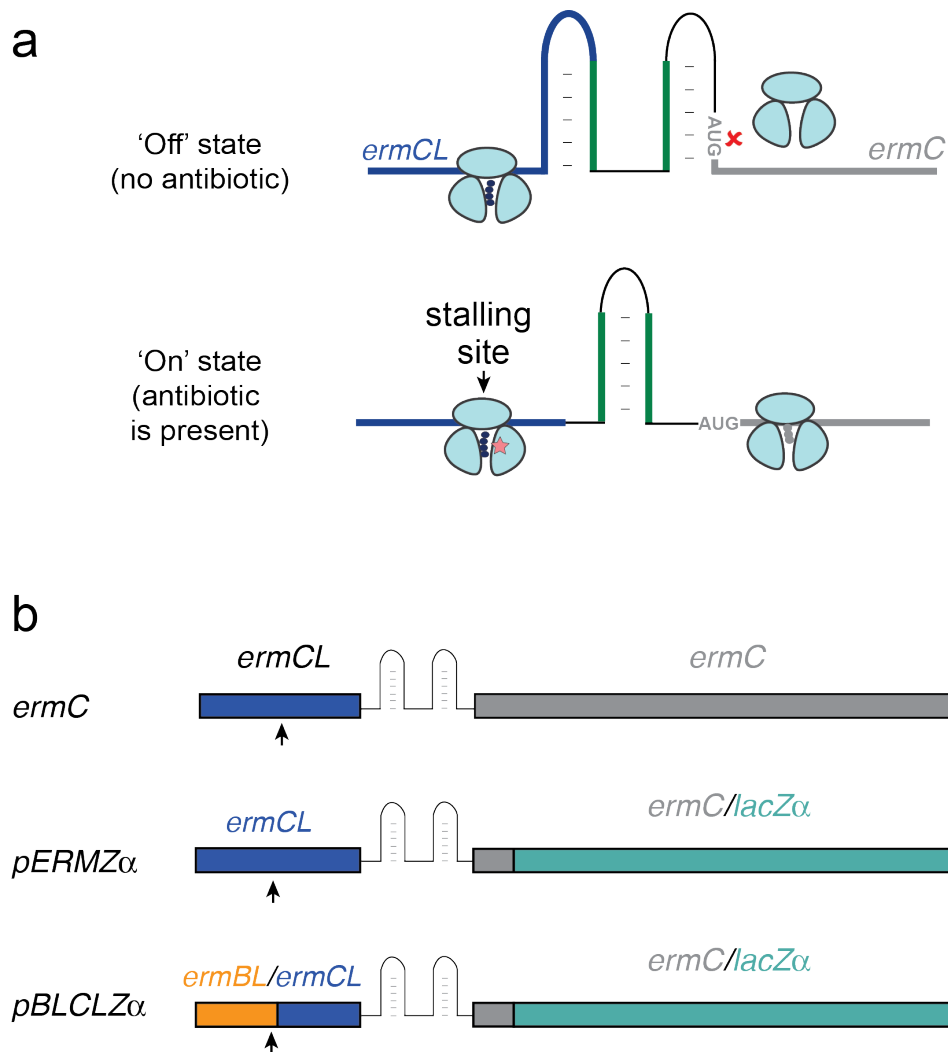 a
'Off' state
(no antibiotic)
ermCL
AUG
ermC
stalling
site
'On' state
(antibiotic
is present)
AUG
b
ermCL
ermC
ermC
ermCL
ermC/lacZα
pERMZα
ermBL/ermCL
ermC/lacZα
pBLCLZα